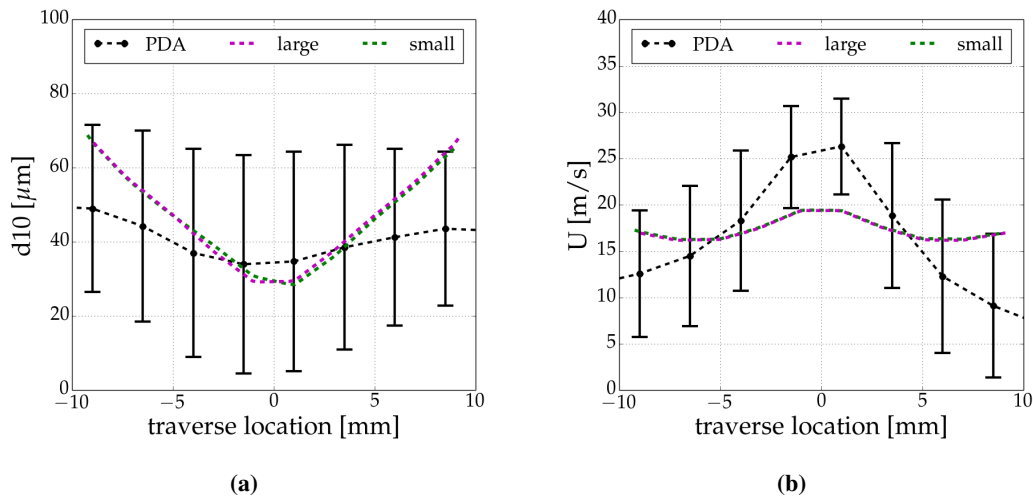 100
80
60
40
20
0
−10
−5
0
5
10
d10 [μm]
traverse location [mm]
PDA
large
small
(a)
40
35
30
25
20
15
10
5
0
−10
−5
0
5
10
U [m/s]
traverse location [mm]
PDA
large
small
(b)